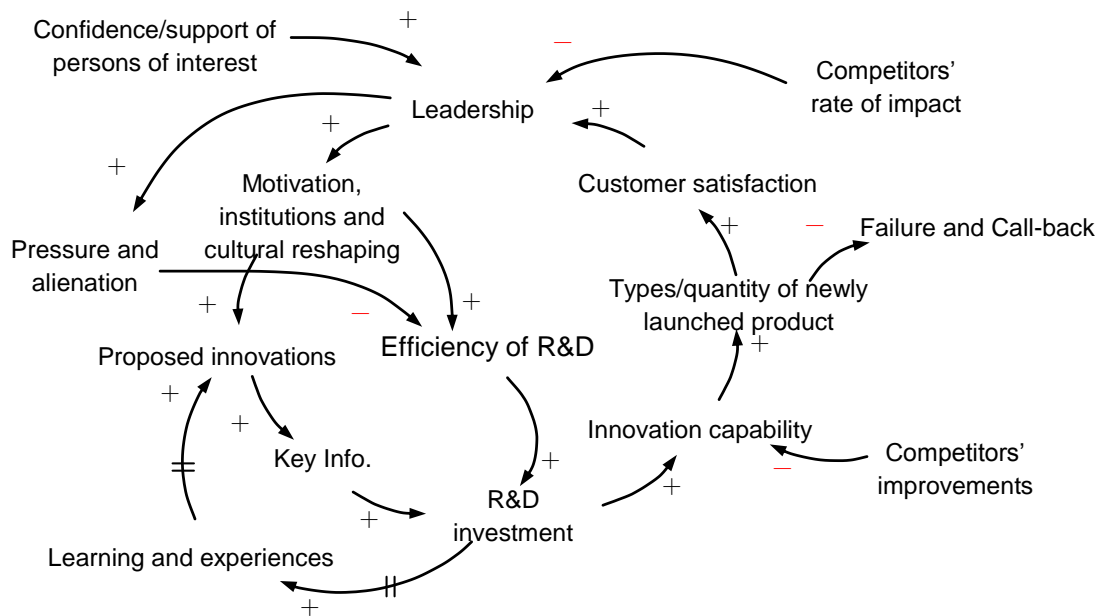 Confidence/support of
persons of interest
+
−
Competitors’
rate of impact
Leadership
+
+
+
Motivation,
institutions and
cultural reshaping
Customer satisfaction
Pressure and
alienation
+
−
Failure and Call-back
Types/quantity of newly
launched product
+
−
+
+
Proposed innovations
Efficiency of R&D
+
+
Key Info.
Innovation capability
+
−
Competitors’
improvements
+
+
R&D
investment
Learning and experiences
+